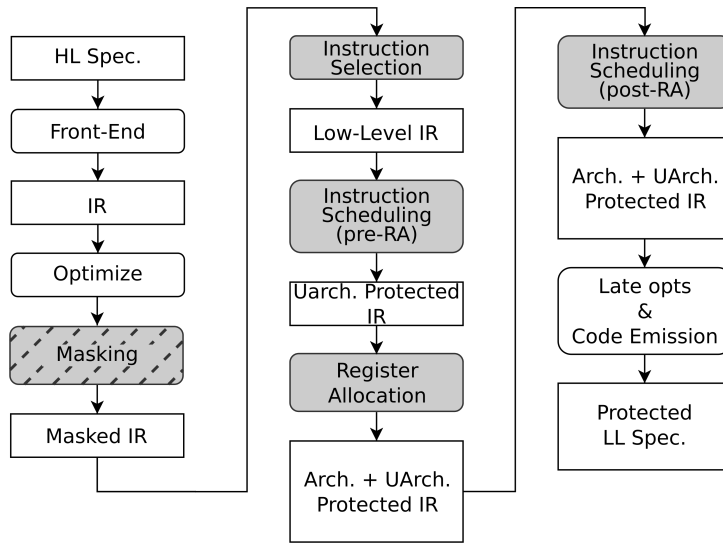 HL Spec.
Front-End
IR
Optimize
Masking
Masked IR
Instruction
Selection
Low-Level IR
Instruction
Scheduling
(pre-RA)
Uarch. Protected
IR
Register
Allocation
Arch. + UArch.
Protected IR
Instruction
Scheduling
(post-RA)
Arch. + UArch.
Protected IR
Late opts
&
Code Emission
Protected
LL Spec.